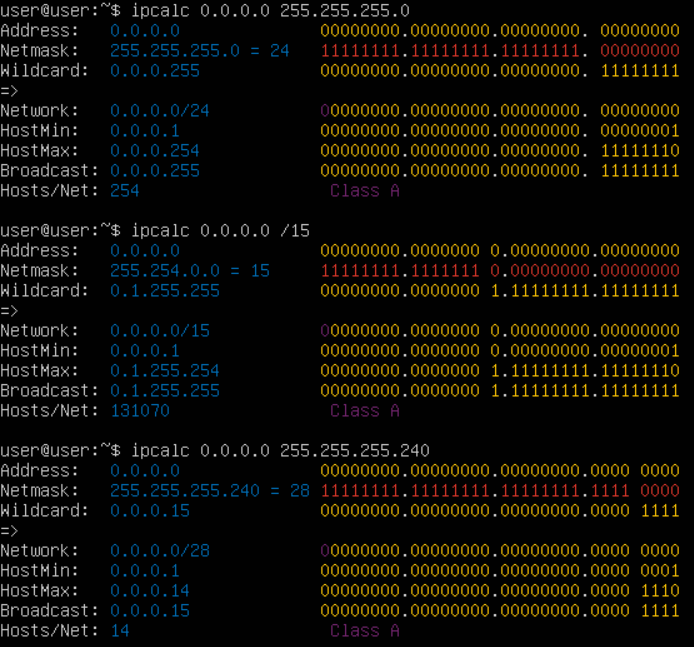 user@user:~$ ipcalc 0.0.0.0 255.255.255.0
Address:   0.0.0.0              00000000.00000000.00000000. 00000000
Netmask:   255.255.255.0 = 24   11111111.11111111.11111111. 00000000
Wildcard:  0.0.0.255            00000000.00000000.00000000. 11111111
=>
Network:   0.0.0.0/24           00000000.00000000.00000000. 00000000
HostMin:   0.0.0.1              00000000.00000000.00000000. 00000001
HostMax:   0.0.0.254            00000000.00000000.00000000. 11111110
Broadcast: 0.0.0.255            00000000.00000000.00000000. 11111111
Hosts/Net: 254                   Class A
user@user:~$ ipcalc 0.0.0.0 /15
Address:   0.0.0.0              00000000.0000000 0.00000000.00000000
Netmask:   255.254.0.0 = 15     11111111.1111111 0.00000000.00000000
Wildcard:  0.1.255.255          00000000.0000000 1.11111111.11111111
=>
Network:   0.0.0.0/15           00000000.0000000 0.00000000.00000000
HostMin:   0.0.0.1              00000000.0000000 0.00000000.00000001
HostMax:   0.1.255.254          00000000.0000000 1.11111111.11111110
Broadcast: 0.1.255.255          00000000.0000000 1.11111111.11111111
Hosts/Net: 131070                Class A
user@user:~$ ipcalc 0.0.0.0 255.255.255.240
Address:   0.0.0.0              00000000.00000000.00000000.0000 0000
Netmask:   255.255.255.240 = 28 11111111.11111111.11111111.1111 0000
Wildcard:  0.0.0.15             00000000.00000000.00000000.0000 1111
=>
Network:   0.0.0.0/28           00000000.00000000.00000000.0000 0000
HostMin:   0.0.0.1              00000000.00000000.00000000.0000 0001
HostMax:   0.0.0.14             00000000.00000000.00000000.0000 1110
Broadcast: 0.0.0.15             00000000.00000000.00000000.0000 1111
Hosts/Net: 14                    Class A